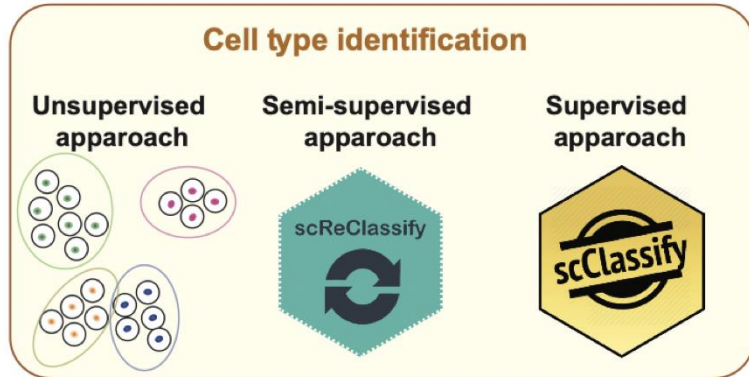 Cell type identification
Unsupervised
apparoach
Semi-supervised
apparoach
Supervised
apparoach
scReClassify
scClassify